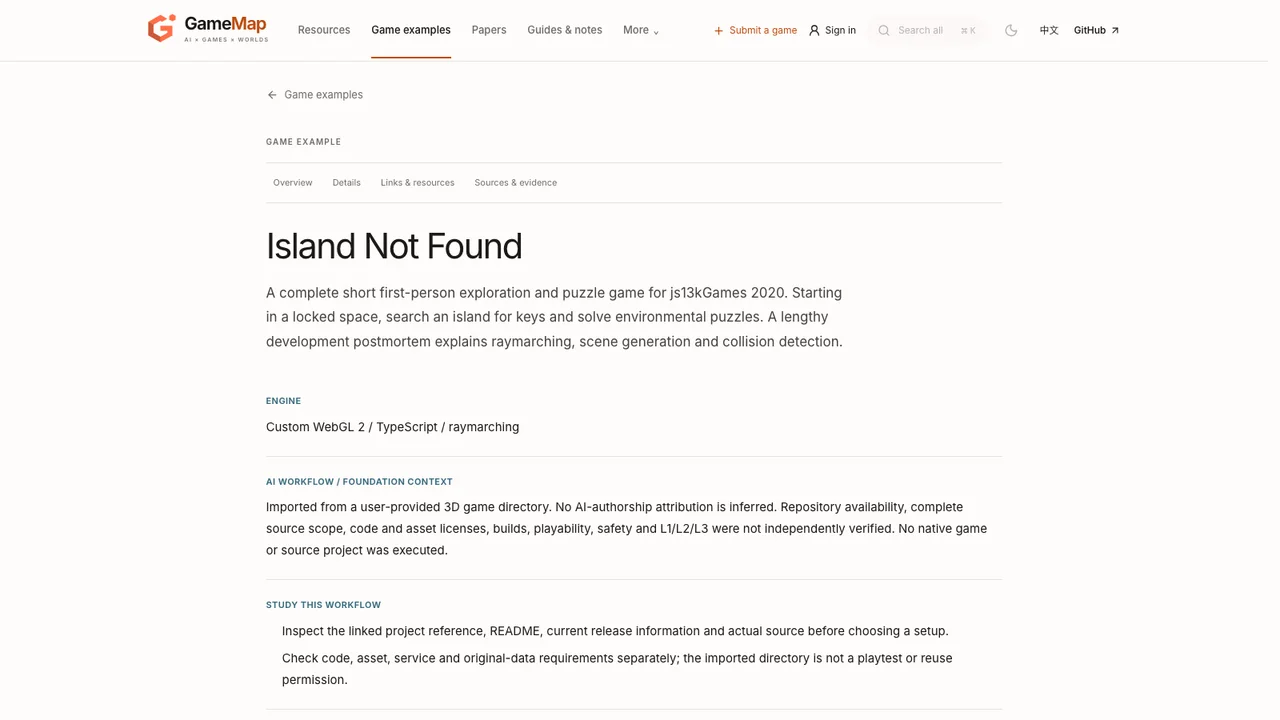 GameMap
AI × GAMES × WORLDS
Resources
Game examples
Papers
Guides & notes
More
Submit a game
Sign in
Search all
⌘ K
中文
GitHub
Game examples
GAME EXAMPLE
Overview
Details
Links & resources
Sources & evidence
Island Not Found
A complete short first-person exploration and puzzle game for js13kGames 2020. Starting
in a locked space, search an island for keys and solve environmental puzzles. A lengthy
development postmortem explains raymarching, scene generation and collision detection.
ENGINE
Custom WebGL 2 / TypeScript / raymarching
AI WORKFLOW / FOUNDATION CONTEXT
Imported from a user-provided 3D game directory. No AI-authorship attribution is inferred. Repository availability, complete
source scope, code and asset licenses, builds, playability, safety and L1/L2/L3 were not independently verified. No native game
or source project was executed.
STUDY THIS WORKFLOW
Inspect the linked project reference, README, current release information and actual source before choosing a setup.
Check code, asset, service and original-data requirements separately; the imported directory is not a playtest or reuse
permission.